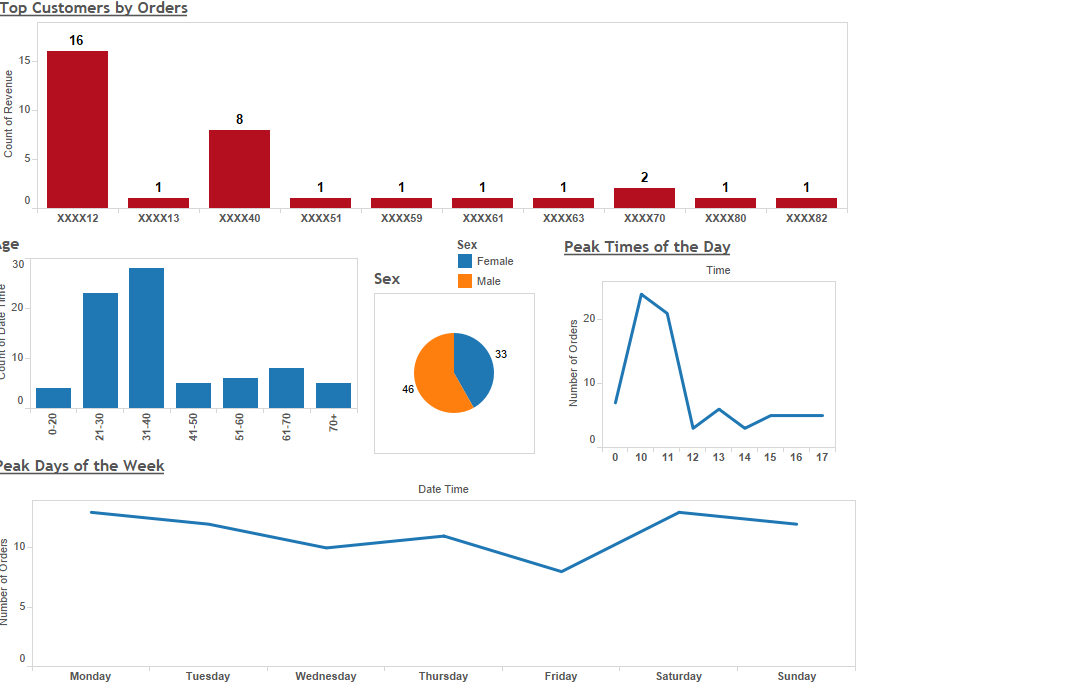 Top Customers by Orders
Count of Revenue
15
10
5
0
16
1
8
1
1
1
1
2
1
1
XXXX12 XXXX13 XXXX40 XXXX51 XXXX59 XXXX61 XXXX63 XXXX70 XXXX80 XXXX82
ge
30
20
10
0
0-20 21-30 31-40 41-50 51-60 61-70 70+
Sex
Sex
Female
Male
33
46
Peak Times of the Day
Time
Number of Orders
20
10
0
0 10 11 12 13 14 15 16 17
Peak Days of the Week
Date Time
Number of Orders
10
5
0
Monday Tuesday Wednesday Thursday Friday Saturday Sunday